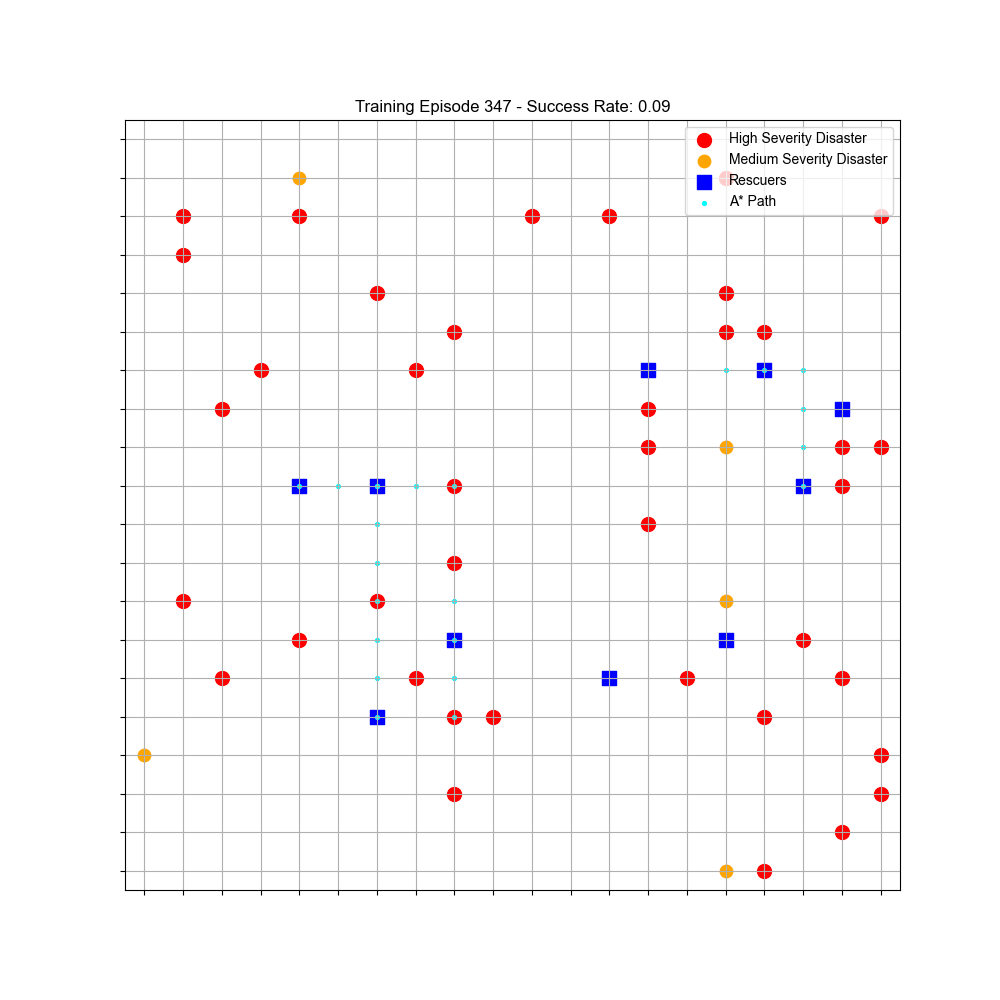 Training Episode 347 - Success Rate: 0.09
High Severity Disaster
Medium Severity Disaster
Rescuers
A* Path